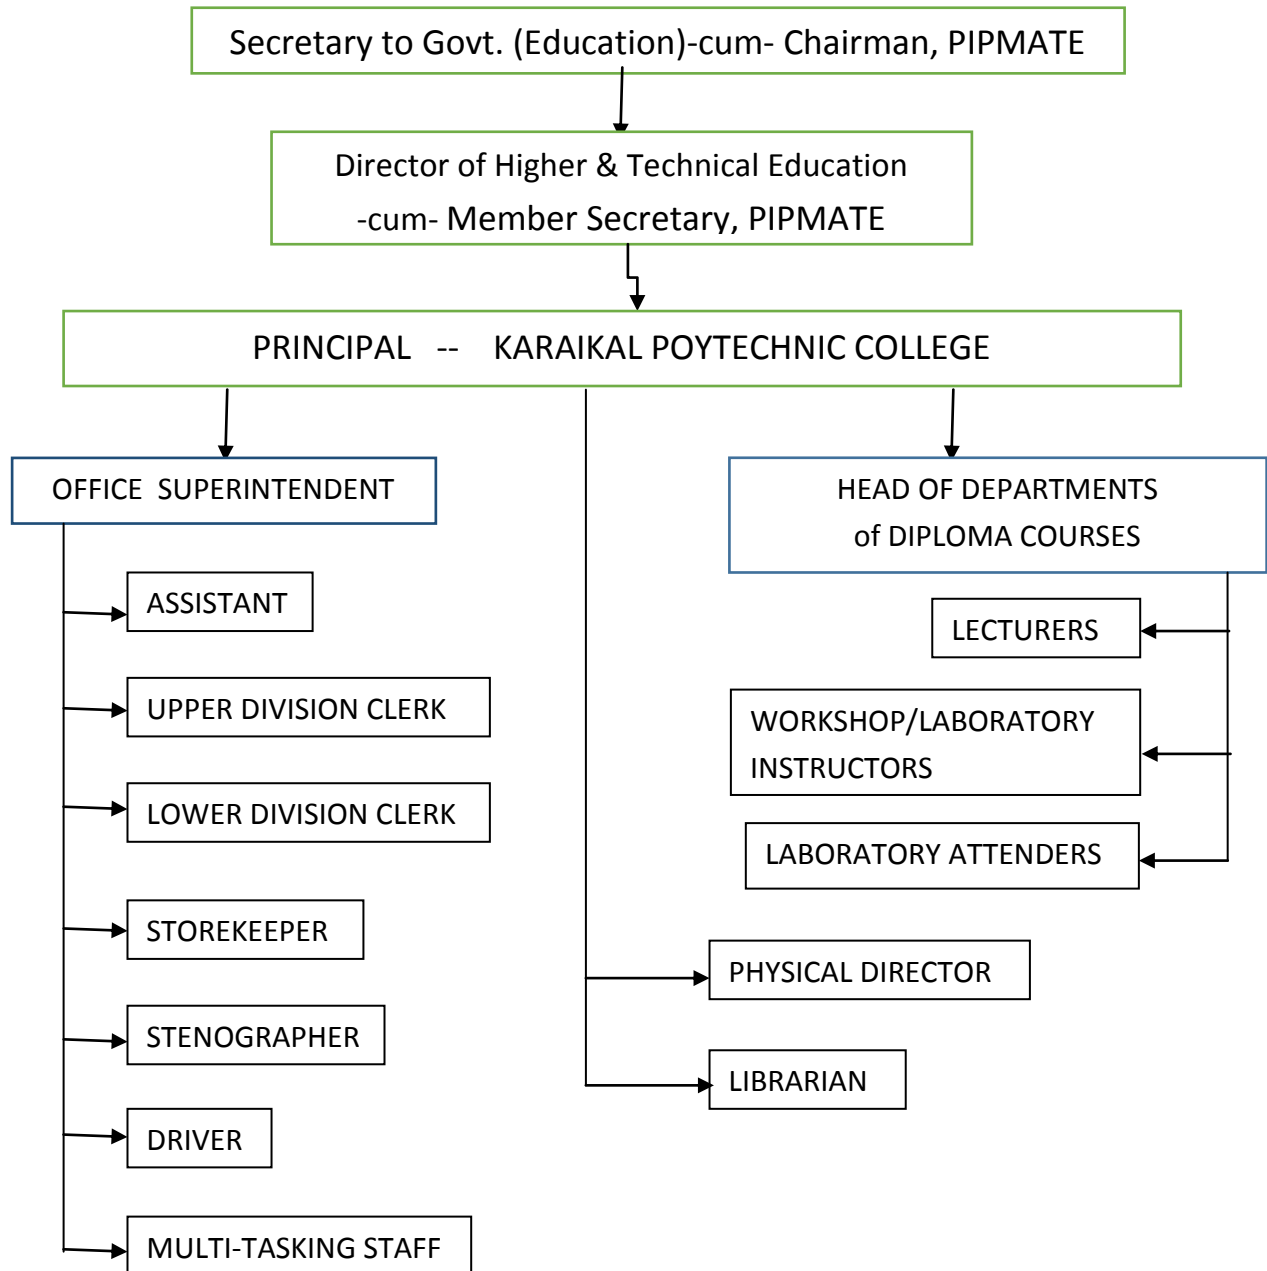 Secretary to Govt. (Education)-cum- Chairman, PIPMATE
Director of Higher & Technical Education
-cum- Member Secretary, PIPMATE
PRINCIPAL -- KARAIKAL POYTECHNIC COLLEGE
OFFICE SUPERINTENDENT
ASSISTANT
UPPER DIVISION CLERK
LOWER DIVISION CLERK
STOREKEEPER
STENOGRAPHER
DRIVER
MULTI-TASKING STAFF
HEAD OF DEPARTMENTS
of DIPLOMA COURSES
LECTURERS
WORKSHOP/LABORATORY
INSTRUCTORS
LABORATORY ATTENDERS
PHYSICAL DIRECTOR
LIBRARIAN